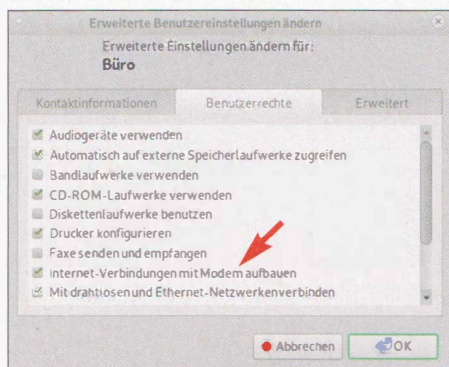 Erweiterte Benutzereinstellungen ändern
Erweiterte Einstellungen ändern für:
Büro
Kontaktinformationen Benutzerrechte Erweitert
Audiogeräte verwenden
Automatisch auf externe Speicherlaufwerke zugreifen
Bandlaufwerke verwenden
CD-ROM-Laufwerke verwenden
Diskettenlaufwerke benutzen
Drucker konfigurieren
Faxe senden und empfangen
Internet-Verbindungen mit Modem aufbauen
Mit drahtlosen und Ethernet-Netzwerken verbinden
Abbrechen OK